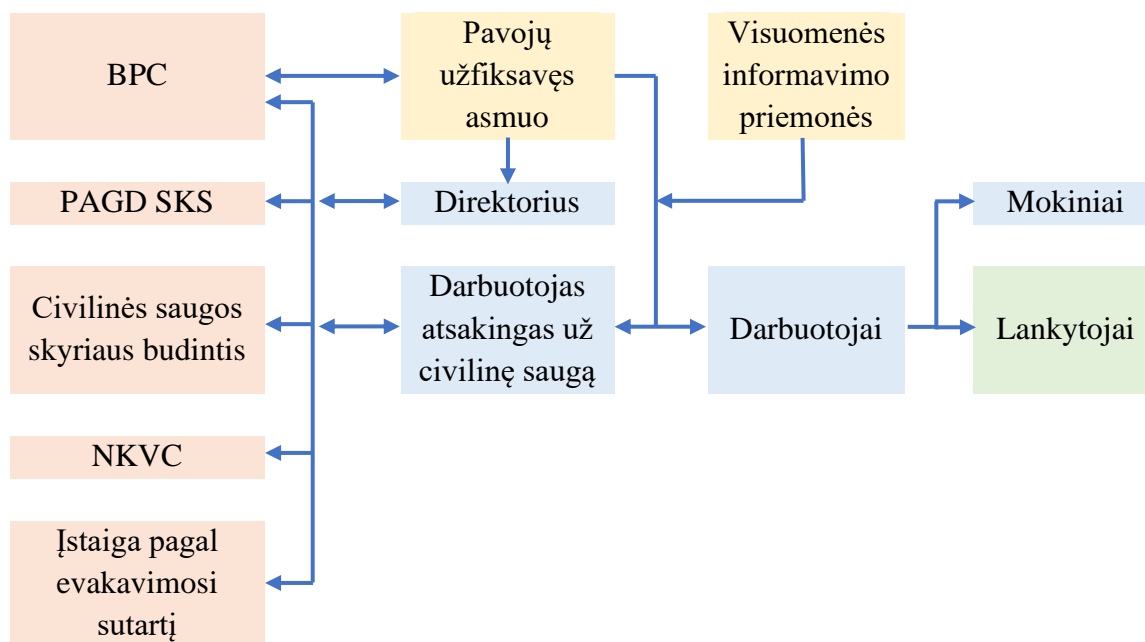 BPC
Pavojų
užfiksavęs
asmuo
Visuomenės
informavimo
priemonės
PAGD SKS
Direktorius
Mokiniai
Civilinės saugos
skyriaus budintis
Darbuotojas
atsakingas už
civilinę saugą
Darbuotojai
Lankytojai
NKVC
Įstaiga pagal
evakavimosi
sutartį